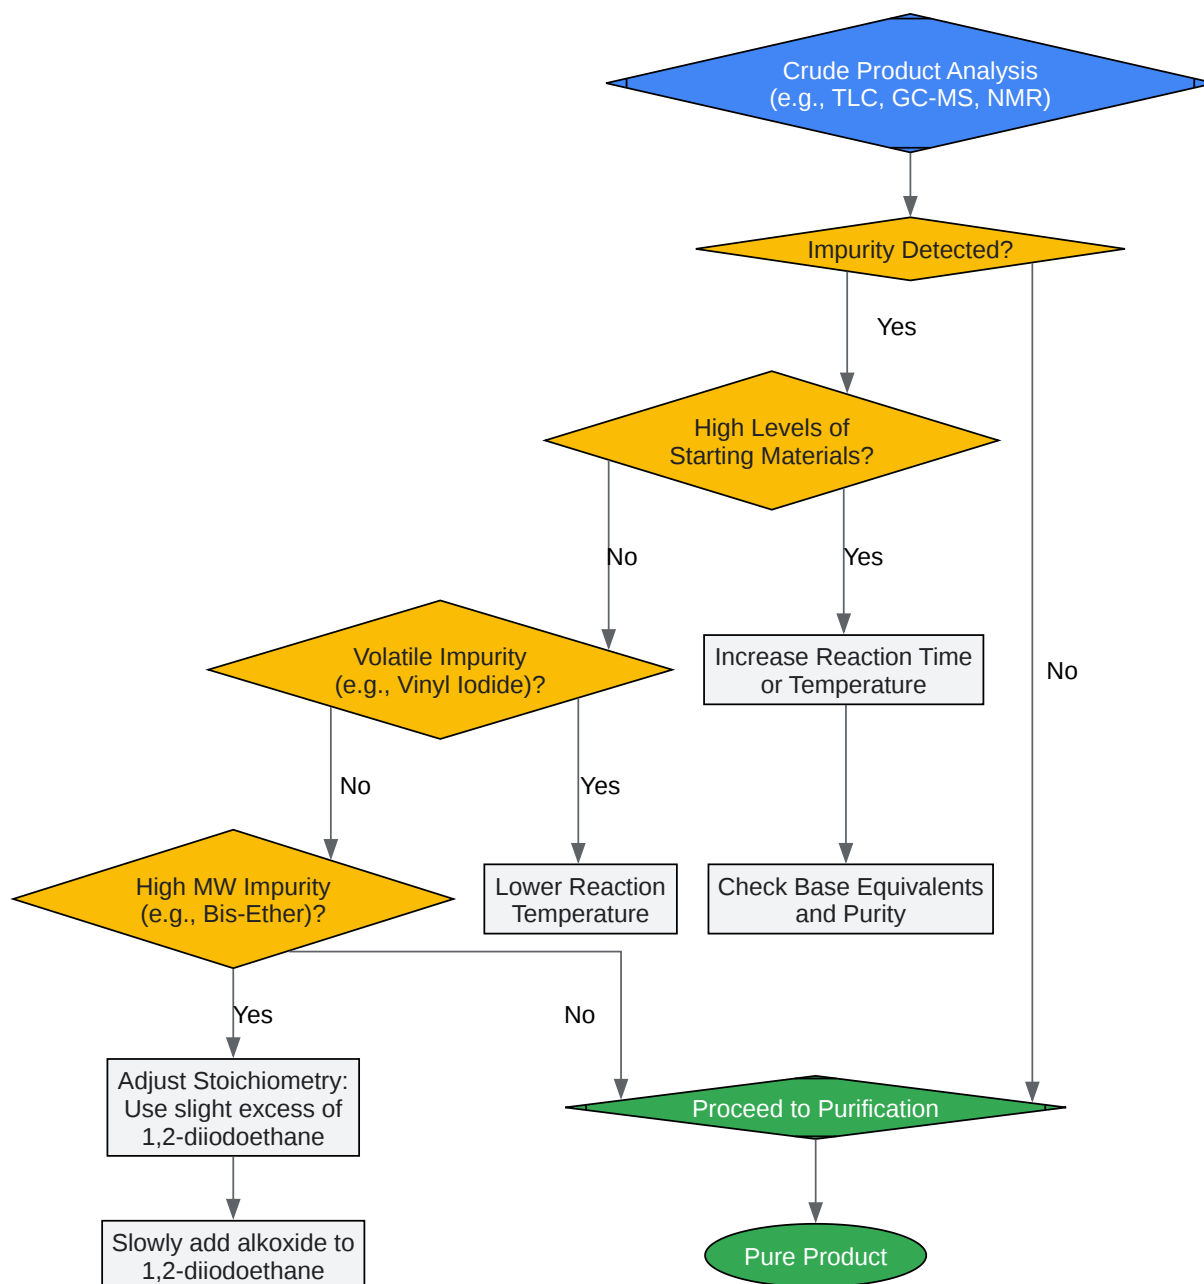 Crude Product Analysis
(e.g., TLC, GC-MS, NMR)
Impurity Detected?
Yes
High Levels of
Starting Materials?
No
Yes
Volatile Impurity
(e.g., Vinyl Iodide)?
Increase Reaction Time
or Temperature
No
No
Yes
High MW Impurity
(e.g., Bis-Ether)?
Lower Reaction
Temperature
Check Base Equivalents
and Purity
Yes
No
Adjust Stoichiometry:
Use slight excess of
1,2-diiodoethane
Proceed to Purification
Slowly add alkoxide to
1,2-diiodoethane
Pure Product